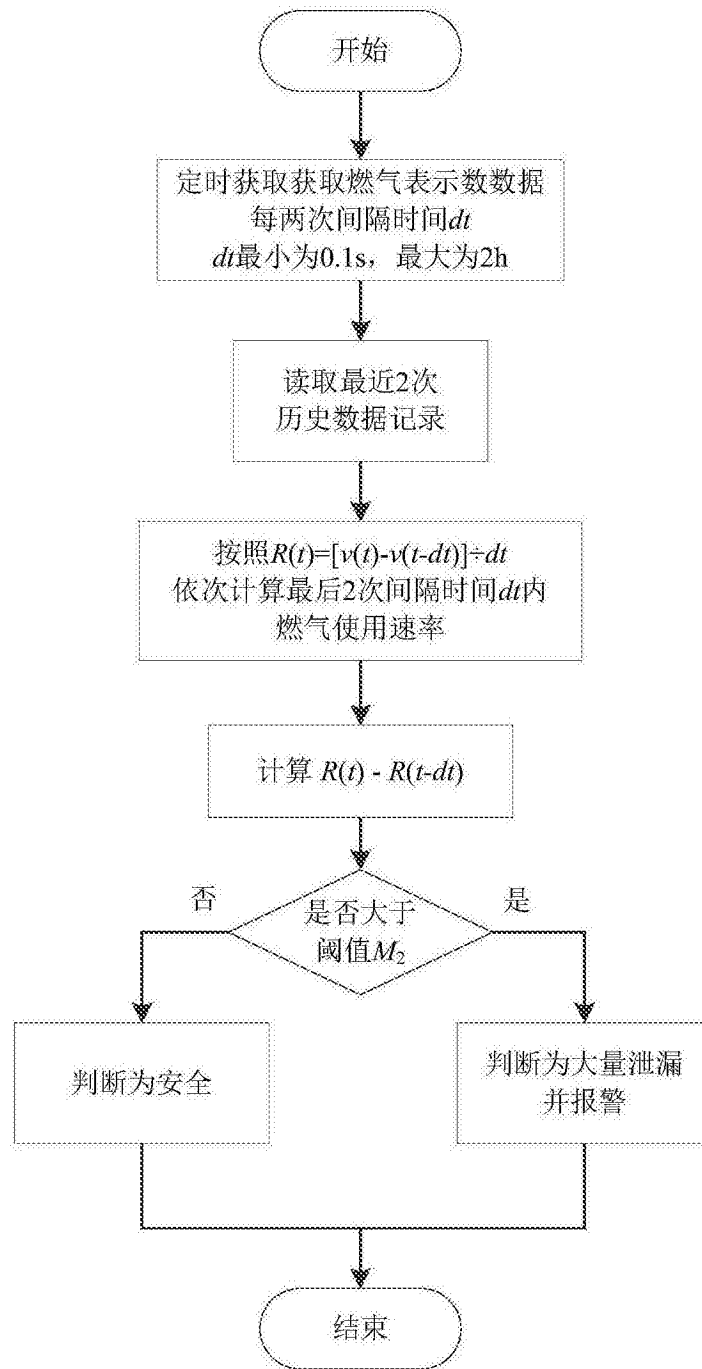 开始
定时获取获取燃气表示数数据
每两次间隔时间dt
dt最小为0.1s，最大为2h
读取最近2次
历史数据记录
按照R(t)=[v(t)-v(t-dt)]÷dt
依次计算最后2次间隔时间dt内
燃气使用速率
计算 R(t) - R(t-dt)
否
是
是否大于
阈值M₂
判断为安全
判断为大量泄漏
并报警
结束